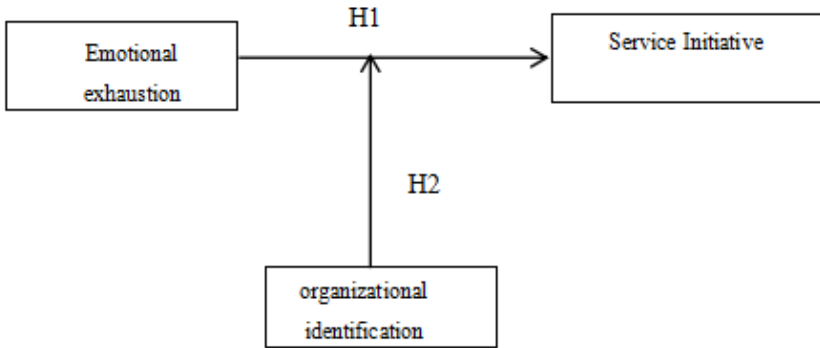 H1
Emotional
exhaustion
Service Initiative
H2
organizational
identification